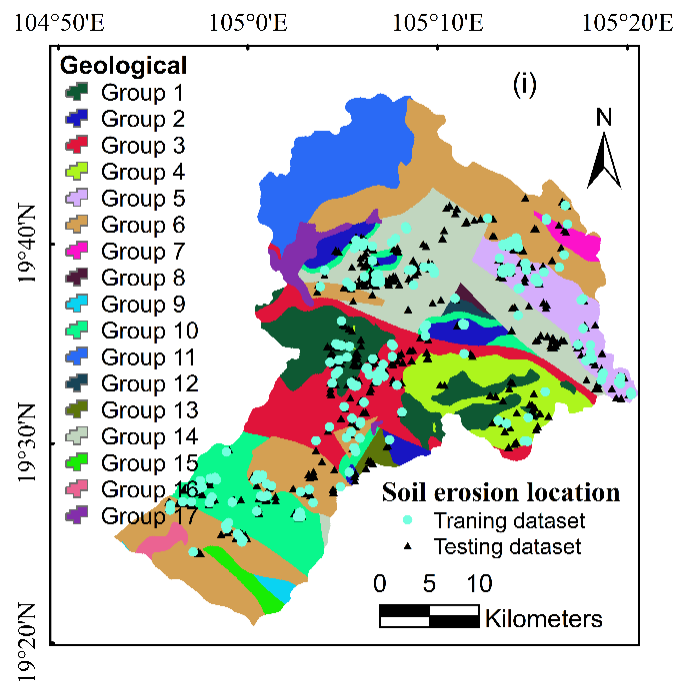 104°50'E 105°0'E 105°10'E 105°20'E
Geological
(i)
Group 1
Group 2
Group 3
Group 4
Group 5
Group 6
Group 7
Group 8
Group 9
Group 10
Group 11
Group 12
Group 13
Group 14
Group 15
Group 16
Group 17
N
19°40'N
19°30'N
19°20'N
Soil erosion location
Traning dataset
Testing dataset
0 5 10
Kilometers